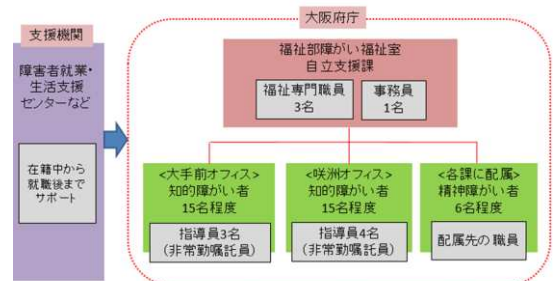 大阪府庁
支援機関
障害者就業・
生活支援
センターなど
在籍中から
就職後まで
サポート
福祉部障がい福祉室
自立支援課
福祉専門職員
3名
事務員
1名
<大手前オフィス>
知的障がい者
15名程度
指導員3名
(非常勤嘱託員)
<咲洲オフィス>
知的障がい者
15名程度
指導員4名
(非常勤嘱託員)
<各課に配属>
精神障がい者
6名程度
配属先の職員